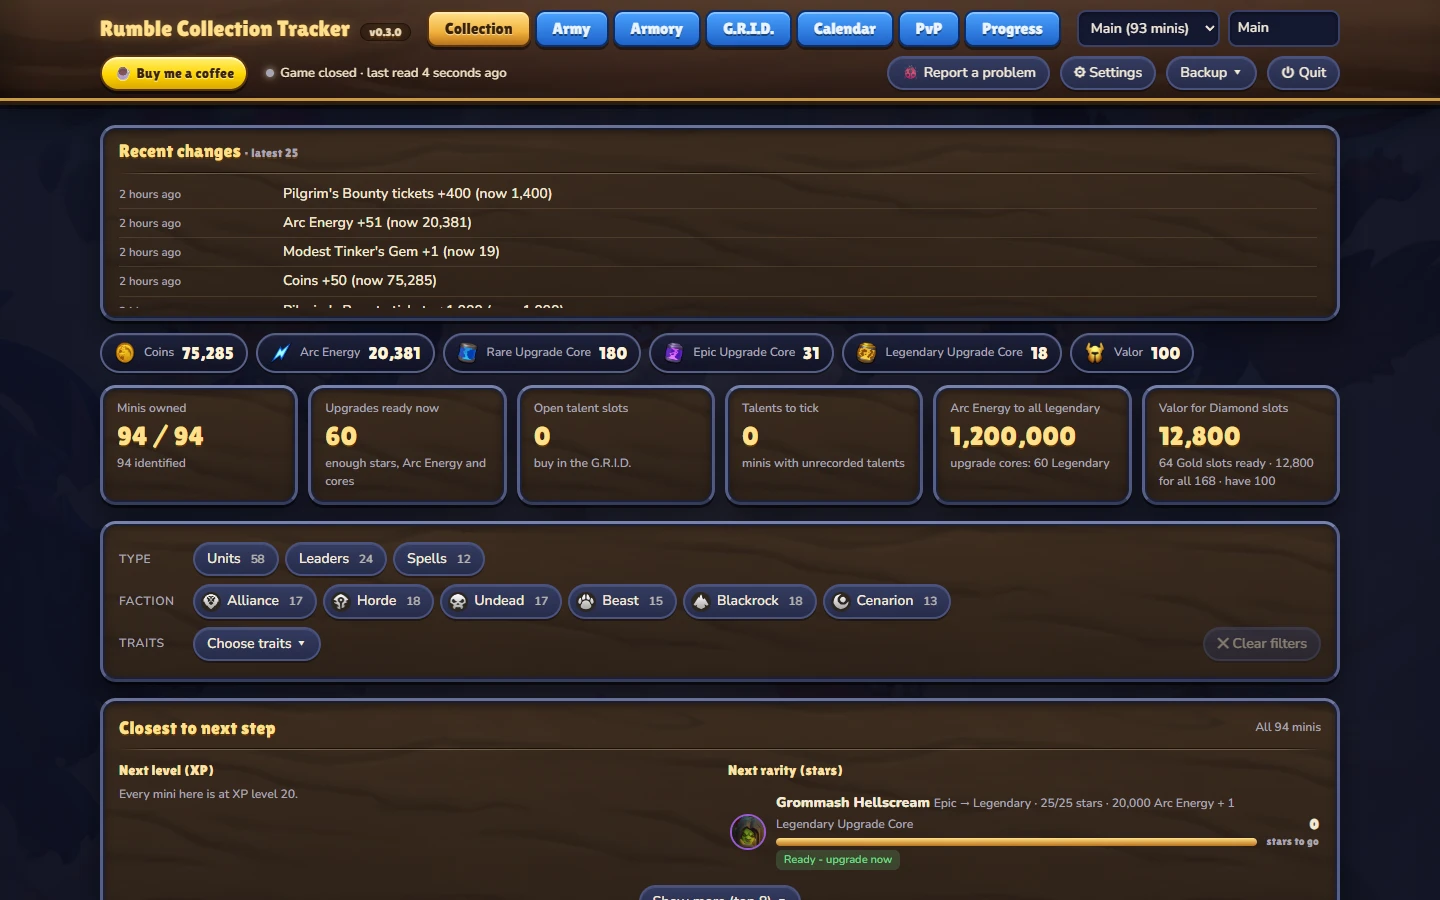 Rumble Collection Tracker v0.3.0 Collection Army Armory G.R.I.D. Calendar PvP Progress Main (93 minis) Main
Buy me a coffee Game closed · last read 4 seconds ago Report a problem Settings Backup Quit
Recent changes · latest 25
2 hours ago Pilgrim's Bounty tickets +400 (now 1,400)
2 hours ago Arc Energy +51 (now 20,381)
2 hours ago Modest Tinker's Gem +1 (now 19)
2 hours ago Coins +50 (now 75,285)
Coins 75,285 Arc Energy 20,381 Rare Upgrade Core 180 Epic Upgrade Core 31 Legendary Upgrade Core 18 Valor 100
Minis owned
94 / 94
94 identified
Upgrades ready now
60
enough stars, Arc Energy and
cores
Open talent slots
0
buy in the G.R.I.D.
Talents to tick
0
minis with unrecorded talents
Arc Energy to all legendary
1,200,000
upgrade cores: 60 Legendary
Valor for Diamond slots
12,800
64 Gold slots ready · 12,800
for all 168 · have 100
TYPE Units 58 Leaders 24 Spells 12
FACTION Alliance 17 Horde 18 Undead 17 Beast 15 Blackrock 18 Cenarion 13
TRAITS Choose traits Clear filters
Closest to next step All 94 minis
Next level (XP)
Every mini here is at XP level 20.
Next rarity (stars)
Grommash Hellscream Epic → Legendary · 25/25 stars · 20,000 Arc Energy + 1
Legendary Upgrade Core
0
stars to go
Ready - upgrade now